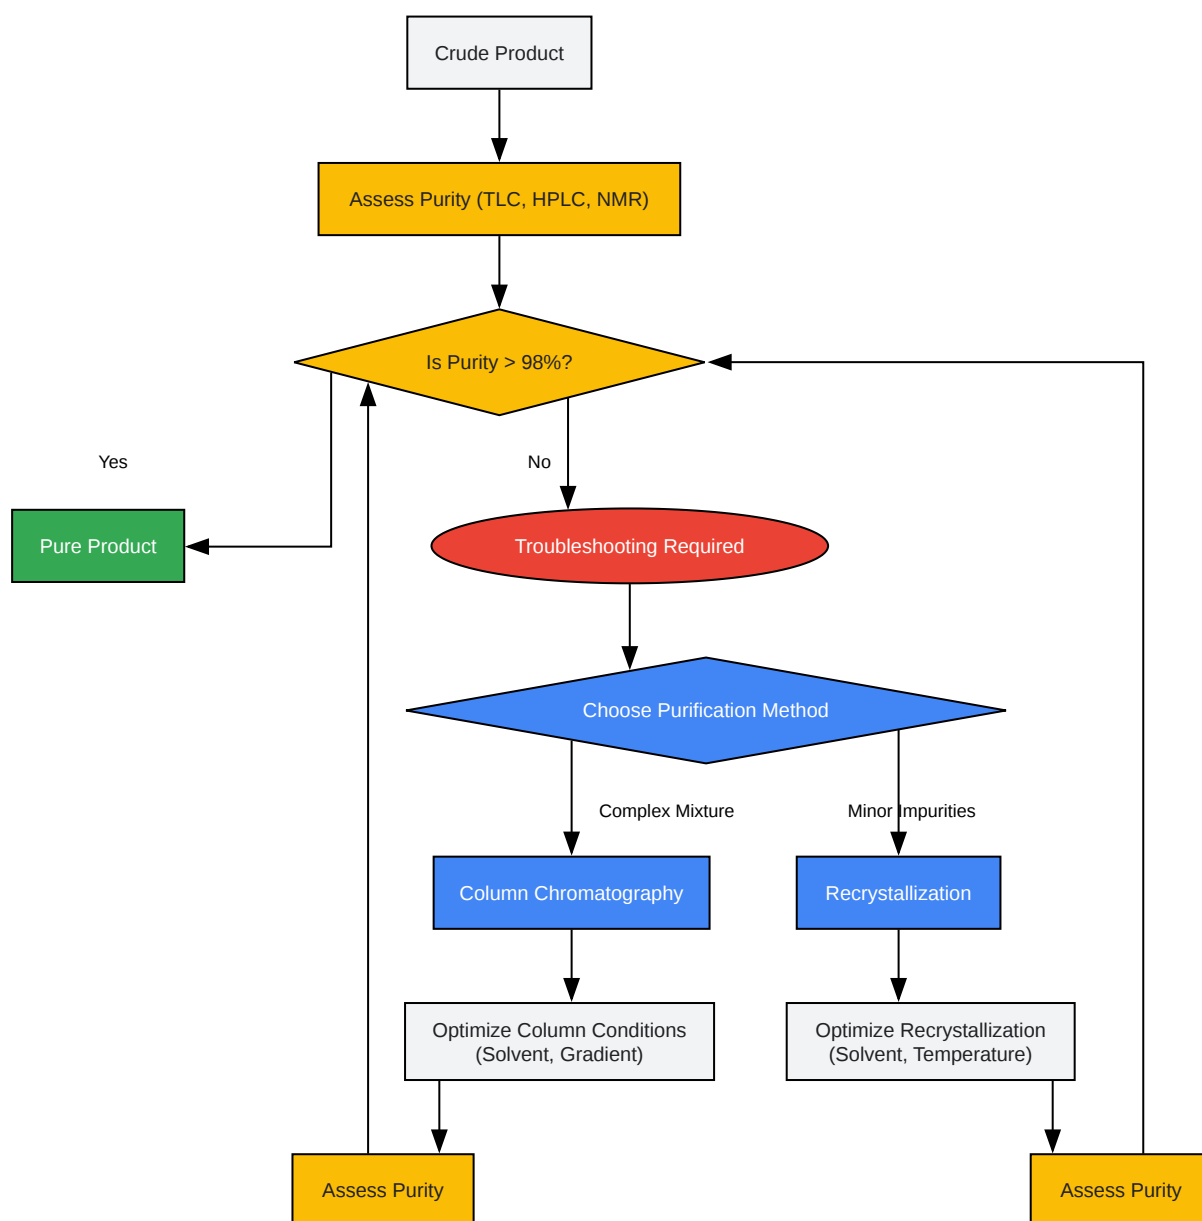 Crude Product
Assess Purity (TLC, HPLC, NMR)
Is Purity > 98%?
Yes
No
Pure Product
Troubleshooting Required
Choose Purification Method
Complex Mixture
Minor Impurities
Column Chromatography
Recrystallization
Optimize Column Conditions
(Solvent, Gradient)
Optimize Recrystallization
(Solvent, Temperature)
Assess Purity
Assess Purity